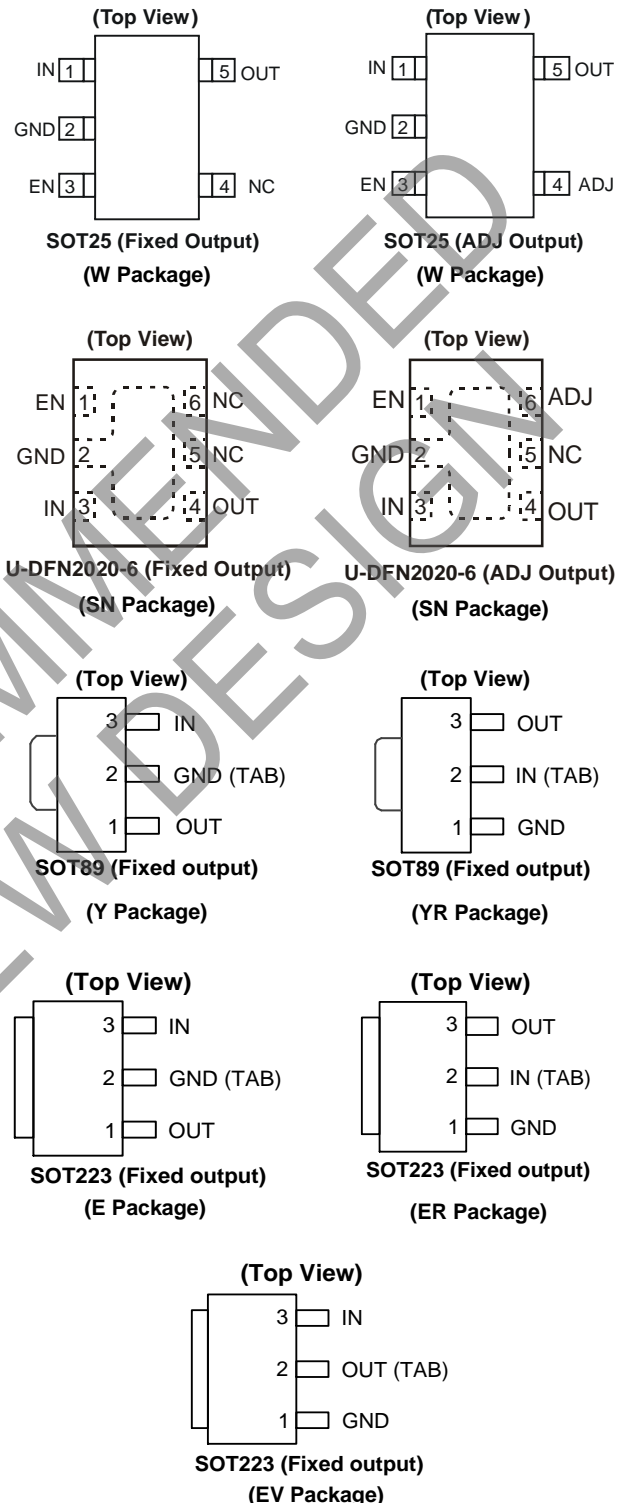 (Top View)
IN 1
5 OUT
GND 2
EN 3
4 NC
SOT25 (Fixed Output)
(W Package)
(Top View)
IN 1
5 OUT
GND 2
EN 3
4 ADJ
SOT25 (ADJ Output)
(W Package)
(Top View)
EN 1
6 NC
GND 2
5 NC
IN 3
4 OUT
U-DFN2020-6 (Fixed Output)
(SN Package)
(Top View)
EN 1
6 ADJ
GND 2
5 NC
IN 3
4 OUT
U-DFN2020-6 (ADJ Output)
(SN Package)
(Top View)
3 IN
2 GND (TAB)
1 OUT
SOT89 (Fixed output)
(Y Package)
(Top View)
3 OUT
2 IN (TAB)
1 GND
SOT89 (Fixed output)
(YR Package)
(Top View)
3 IN
2 GND (TAB)
1 OUT
SOT223 (Fixed output)
(E Package)
(Top View)
3 OUT
2 IN (TAB)
1 GND
SOT223 (Fixed output)
(ER Package)
(Top View)
3 IN
2 OUT (TAB)
1 GND
SOT223 (Fixed output)
(EV Package)
MMENDED
EW DESIGN